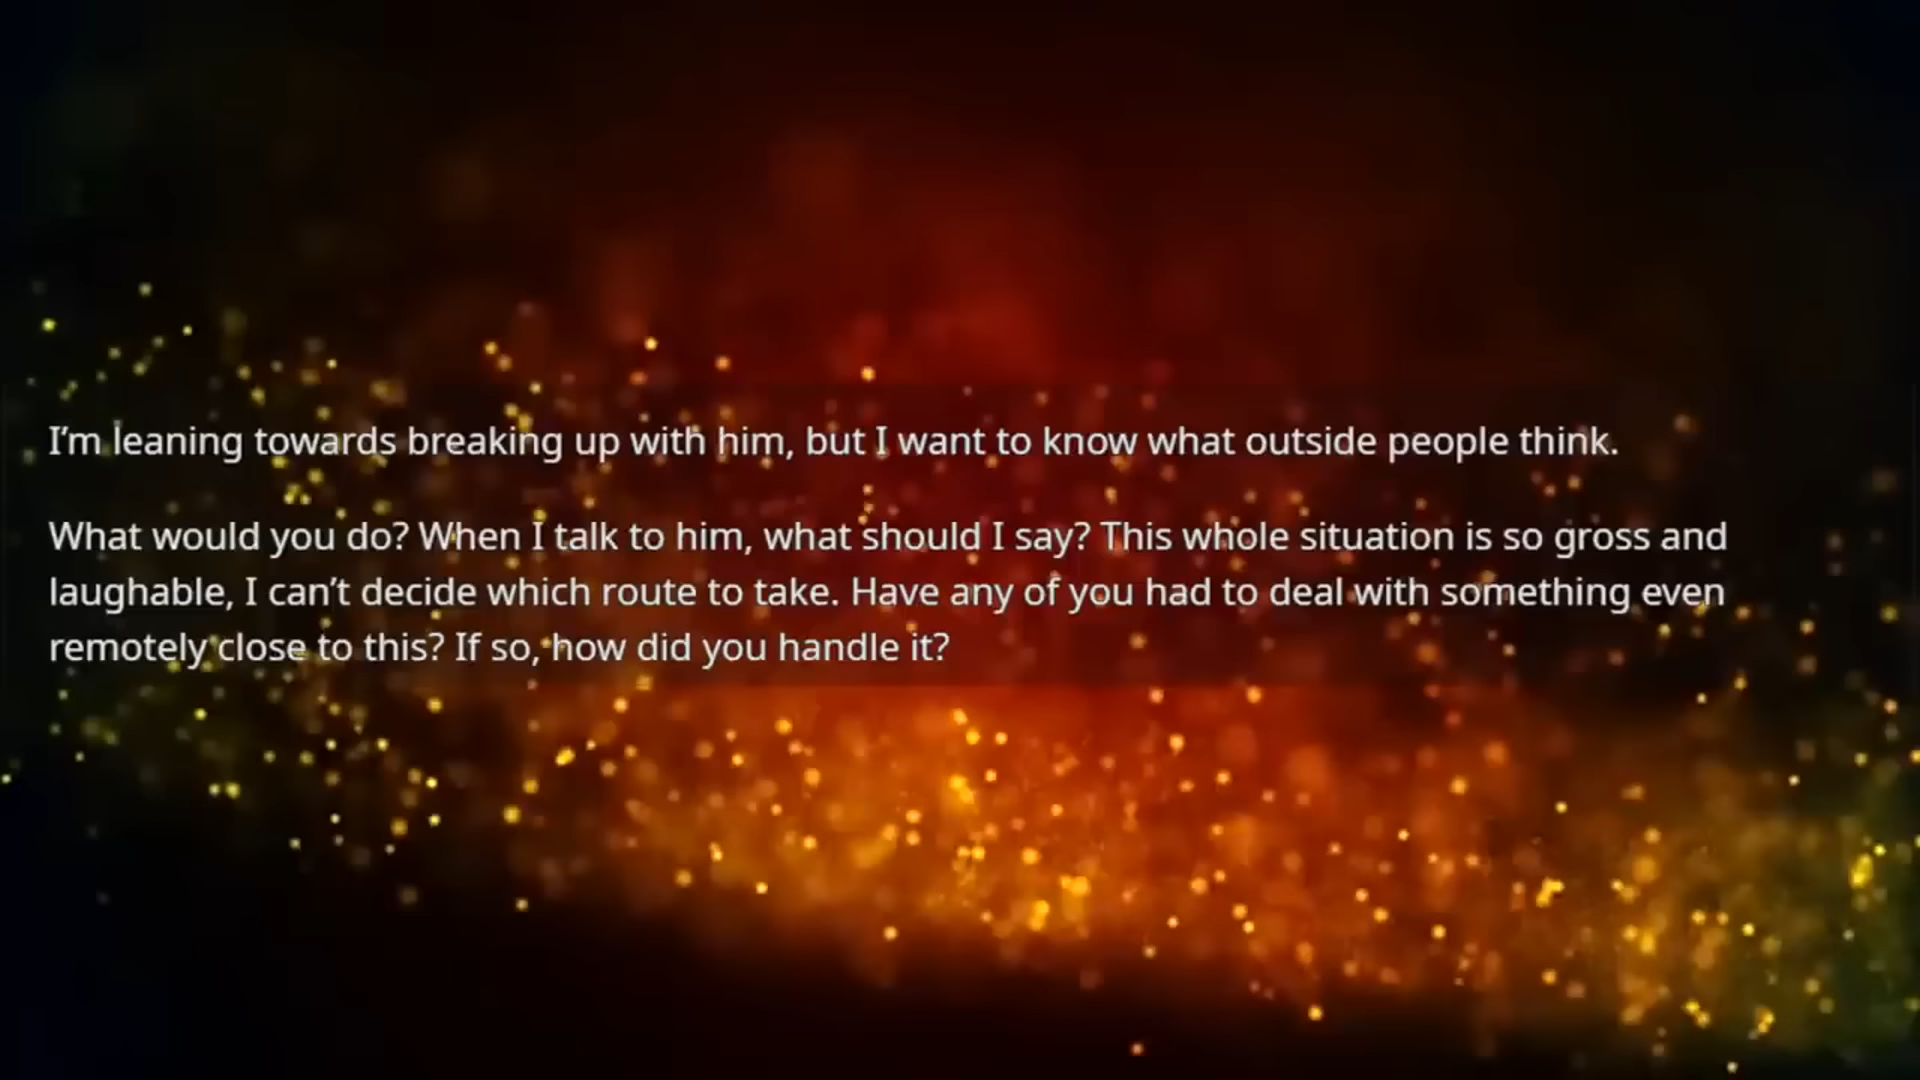 I’m leaning towards breaking up with him, but I want to know what outside people think.
What would you do? When I talk to him, what should I say? This whole situation is so gross and
laughable, I can’t decide which route to take. Have any of you had to deal with something even
remotely close to this? If so, how did you handle it?